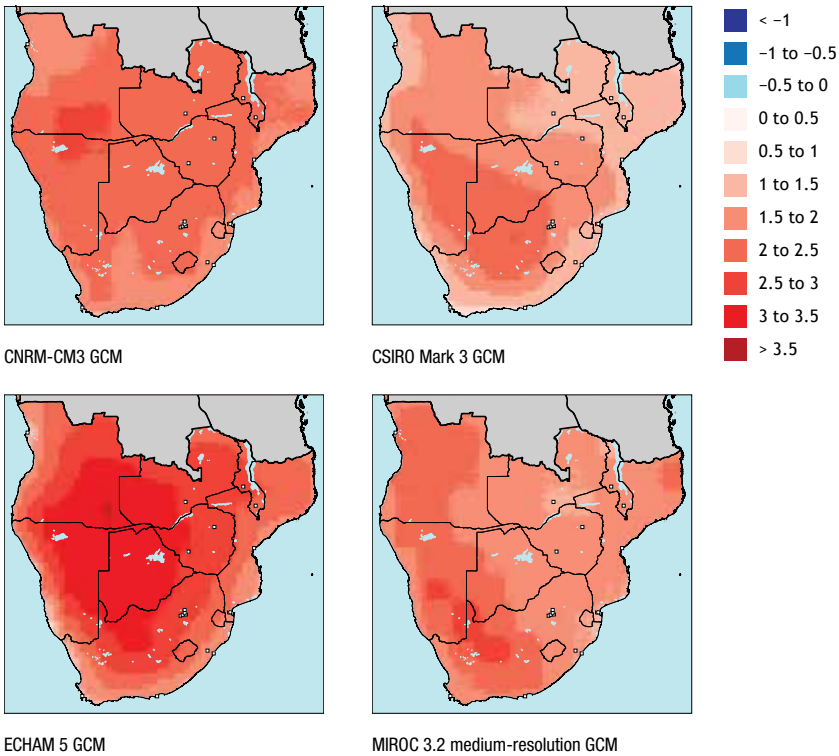 < –1
–1 to –0.5
–0.5 to 0
0 to 0.5
0.5 to 1
1 to 1.5
1.5 to 2
2 to 2.5
2.5 to 3
3 to 3.5
> 3.5
CNRM-CM3 GCM
CSIRO Mark 3 GCM
ECHAM 5 GCM
MIROC 3.2 medium-resolution GCM